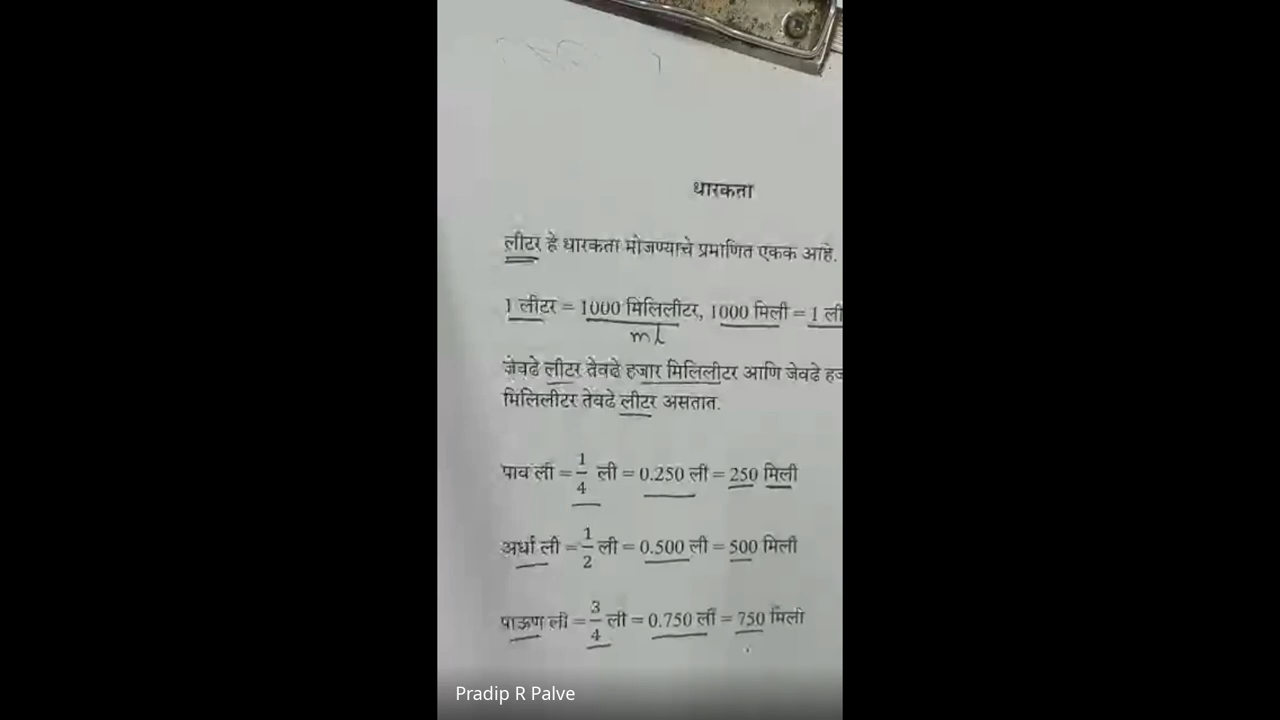 धारकता
लीटर हे धारकता मोजण्याचे प्रमाणित एकक आहे.
1 लीटर = 1000 मिलिलीटर, 1000 मिली = 1 ली
ml
जेवढे लीटर तेवढे हजार मिलिलीटर आणि जेवढे हज
मिलिलीटर तेवढे लीटर असतात.
पाव ली = 1/4 ली = 0.250 ली = 250 मिली
अर्धा ली = 1/2 ली = 0.500 ली = 500 मिली
पाऊण ली = 3/4 ली = 0.750 ली = 750 मिली
Pradip R Palve